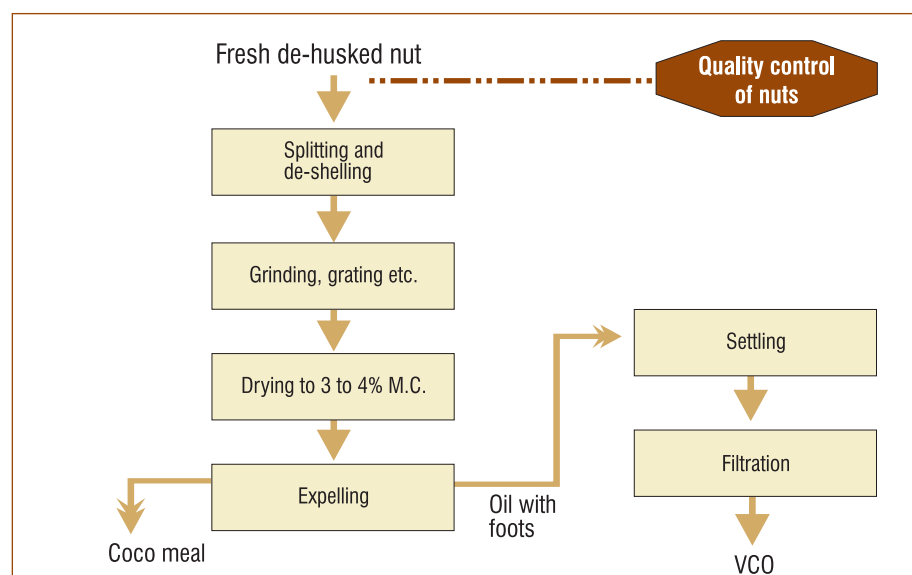 Fresh de-husked nut
Quality control
of nuts
Splitting and
de-shelling
Grinding, grating etc.
Drying to 3 to 4% M.C.
Expelling
Coco meal
Oil with
foots
Settling
Filtration
VCO